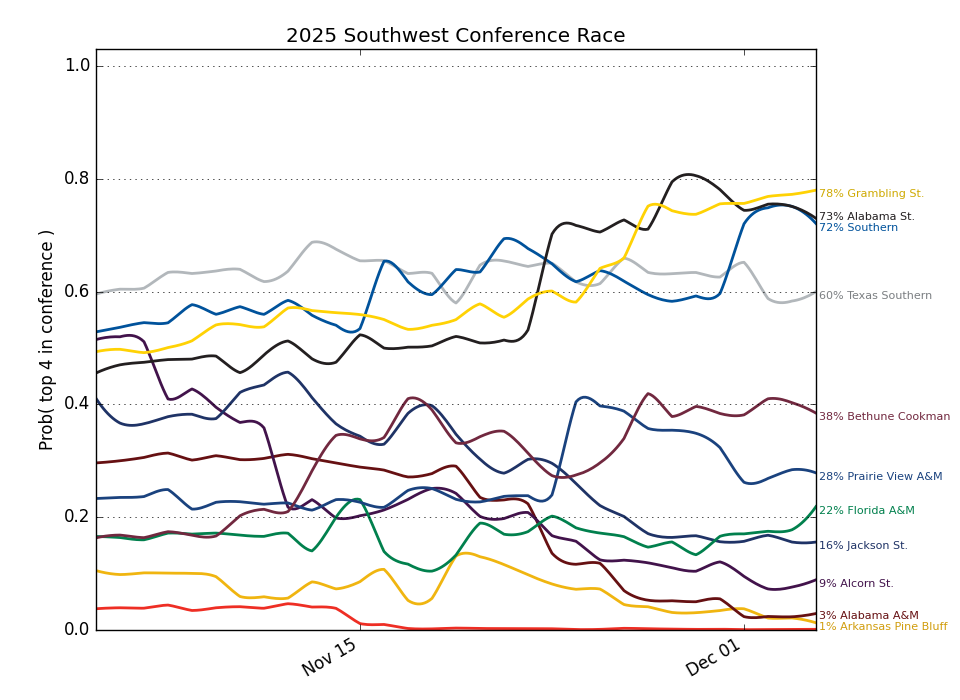 2025 Southwest Conference Race
Prob( top 4 in conference )
1.0
0.8
0.6
0.4
0.2
0.0
Nov 15
Dec 01
78% Grambling St.
73% Alabama St.
72% Southern
60% Texas Southern
38% Bethune Cookman
28% Prairie View A&M
22% Florida A&M
16% Jackson St.
9% Alcorn St.
3% Alabama A&M
1% Arkansas Pine Bluff